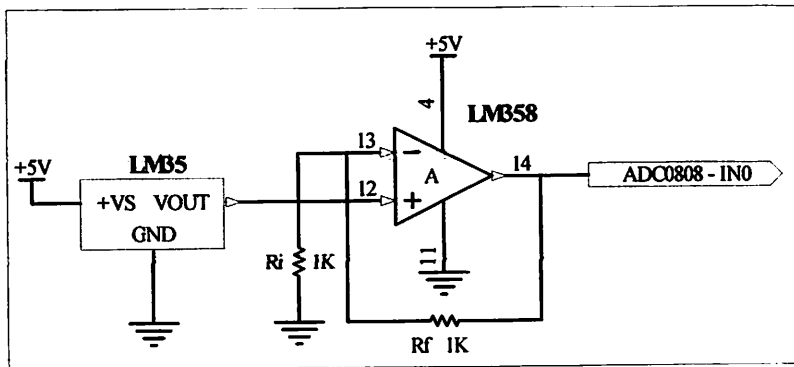 +5V
4
LM358
+5V
LM35
+VS VOUT
GND
13
12
A
14
ADC0808 - IN0
11
Ri 1K
Rf 1K